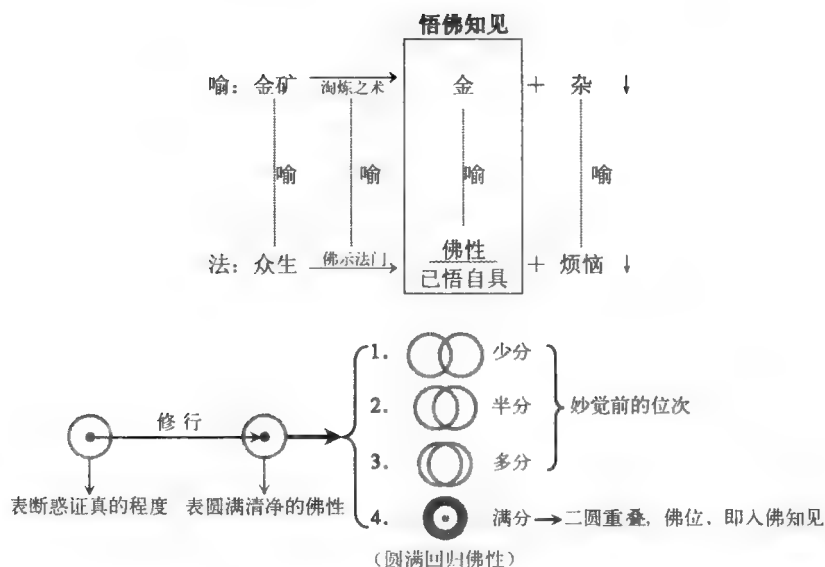 悟佛知见
喻：金矿 淘炼之术 金 + 杂 ↓
喻 喻 喻 喻
法：众生 佛示法门 佛性 + 烦恼 ↓
已悟自具
1. 少分
2. 半分 妙觉前的位次
修行
3. 多分
表断惑证真的程度 表圆满清净的佛性
4. 满分 → 二圆重叠，佛位，即入佛知见
（圆满回归佛性）